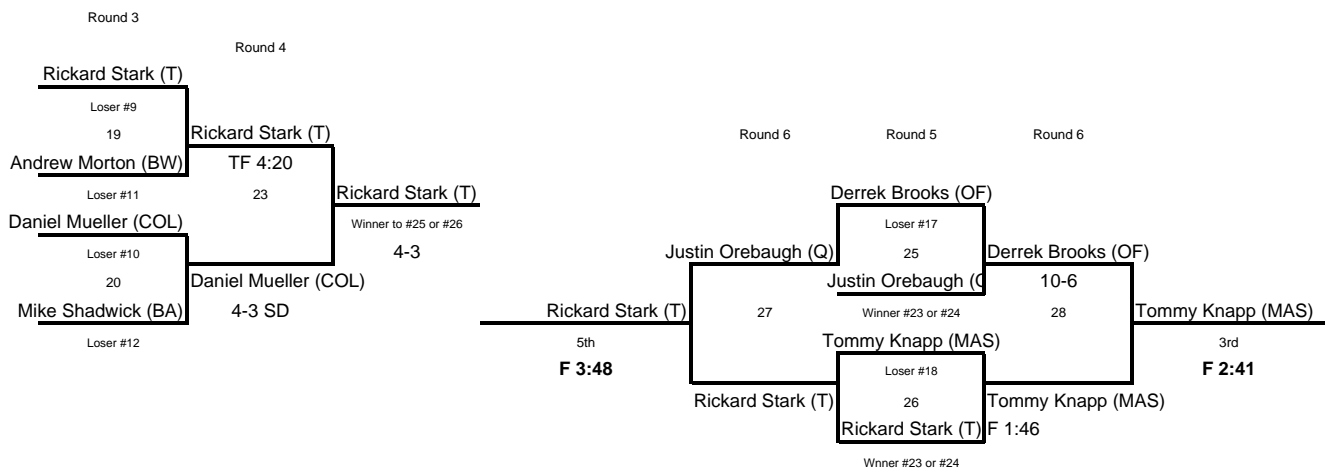 Round 3
Round 4
Rickard Stark (T)
Loser #9
19
Rickard Stark (T)
Andrew Morton (BW)
TF 4:20
Loser #11
23
Rickard Stark (T)
Daniel Mueller (COL)
Winner to #25 or #26
Loser #10
4-3
20
Daniel Mueller (COL)
Mike Shadwick (BA)
4-3 SD
Loser #12
Round 6
Round 5
Round 6
Derrek Brooks (OF)
Loser #17
Justin Orebaugh (Q)
25
Derrek Brooks (OF)
Justin Orebaugh (
10-6
Rickard Stark (T)
27
Winner #23 or #24
28
Tommy Knapp (MAS)
5th
Tommy Knapp (MAS)
3rd
F 3:48
Loser #18
F 2:41
Rickard Stark (T)
26
Tommy Knapp (MAS)
Rickard Stark (T)
F 1:46
Wnner #23 or #24